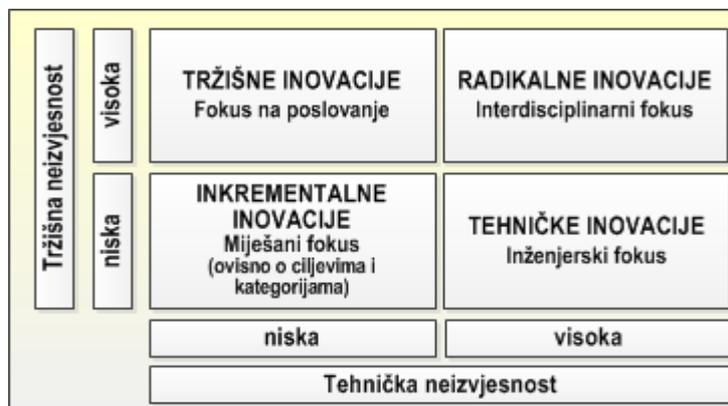 Tržišna neizvjesnost
visoka
TRŽIŠNE INOVACIJE
Fokus na poslovanje
RADIKALNE INOVACIJE
Interdisciplinarni fokus
niska
INKREMENTALNE
INOVACIJE
Miješani fokus
(ovisno o ciljevima i
kategorijama)
TEHNIČKE INOVACIJE
Inženjerski fokus
niska
visoka
Tehnička neizvjesnost